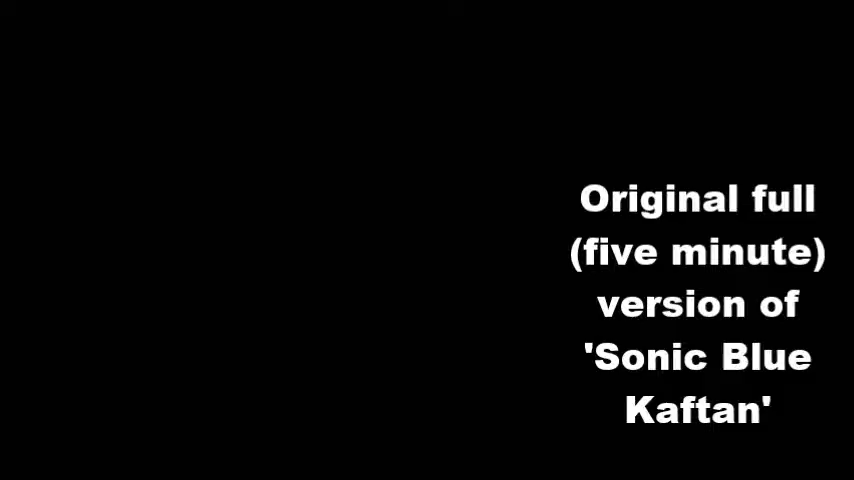 Original full
(five minute)
version of
'Sonic Blue
Kaftan'